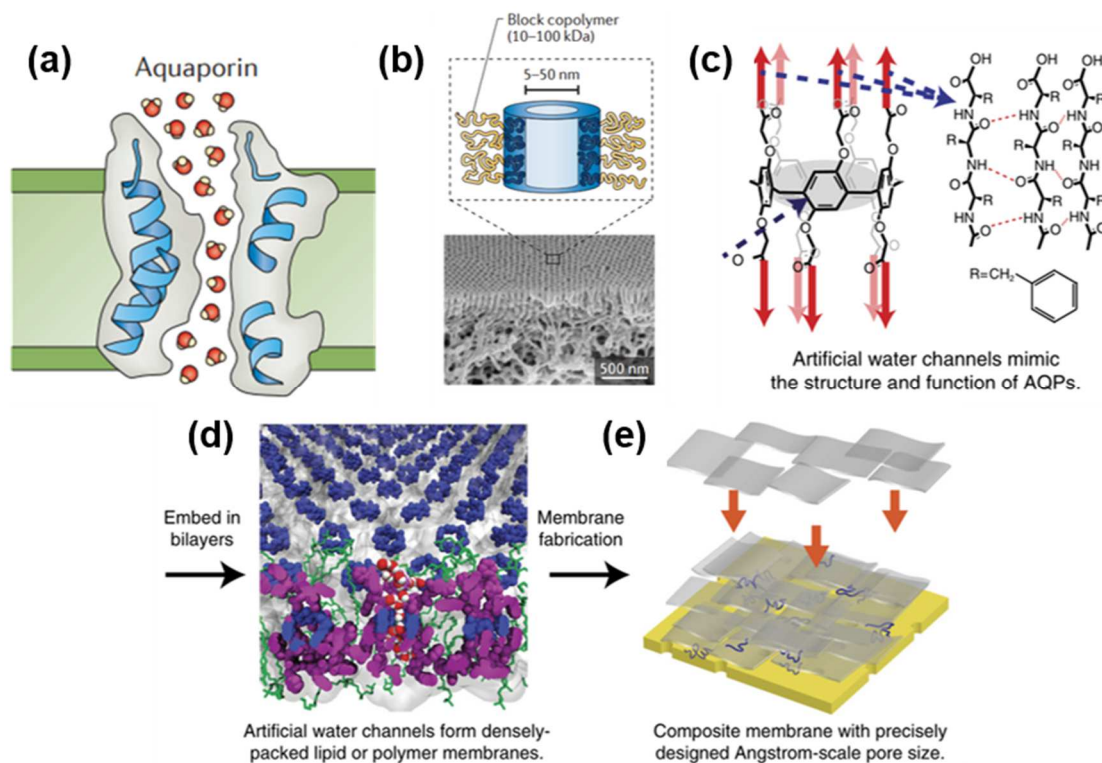 (a)
Aquaporin
(b)
Block copolymer
(10–100 kDa)
5–50 nm
500 nm
(c)
O
O
O
O
O
O
O
O
O
O
O
O
OH
OH
OH
O
R
HN
O
R
NH
O
R
HN
O
O
R
NH
O
R
HN
O
R
NH
O
R
HN
O
R
NH
O
R
HN
O
R=CH2
Artificial water channels mimic
the structure and function of AQPs.
(d)
Embed in
bilayers
Artificial water channels form densely-
packed lipid or polymer membranes.
Membrane
fabrication
(e)
Composite membrane with precisely
designed Angstrom-scale pore size.